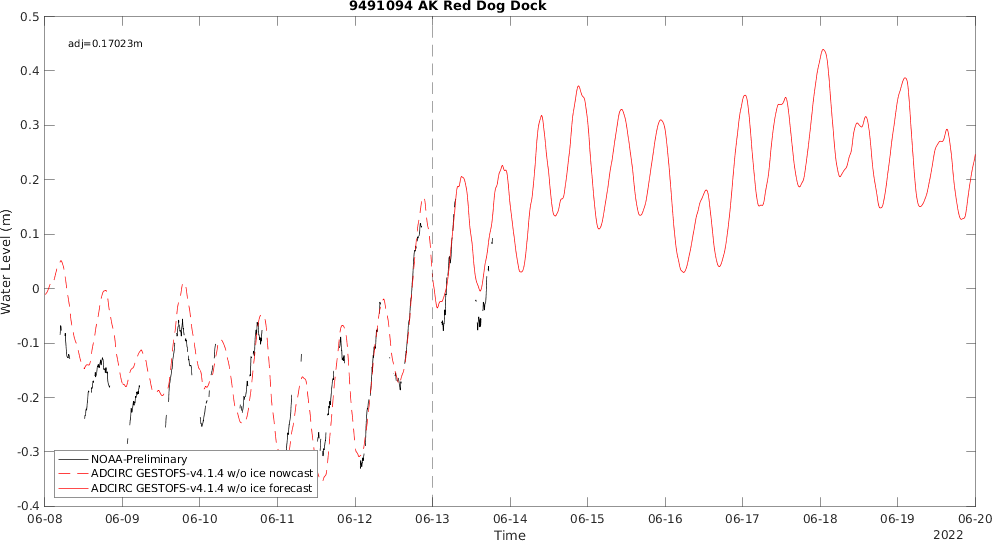 9491094 AK Red Dog Dock
adj=0.17023m
0.5
0.4
0.3
0.2
0.1
0
-0.1
-0.2
-0.3
-0.4
Water Level (m)
NOAA-Preliminary
ADCIRC GESTOFS-v4.1.4 w/o ice nowcast
ADCIRC GESTOFS-v4.1.4 w/o ice forecast
06-08 06-09 06-10 06-11 06-12 06-13 06-14 06-15 06-16 06-17 06-18 06-19 06-20
Time
2022